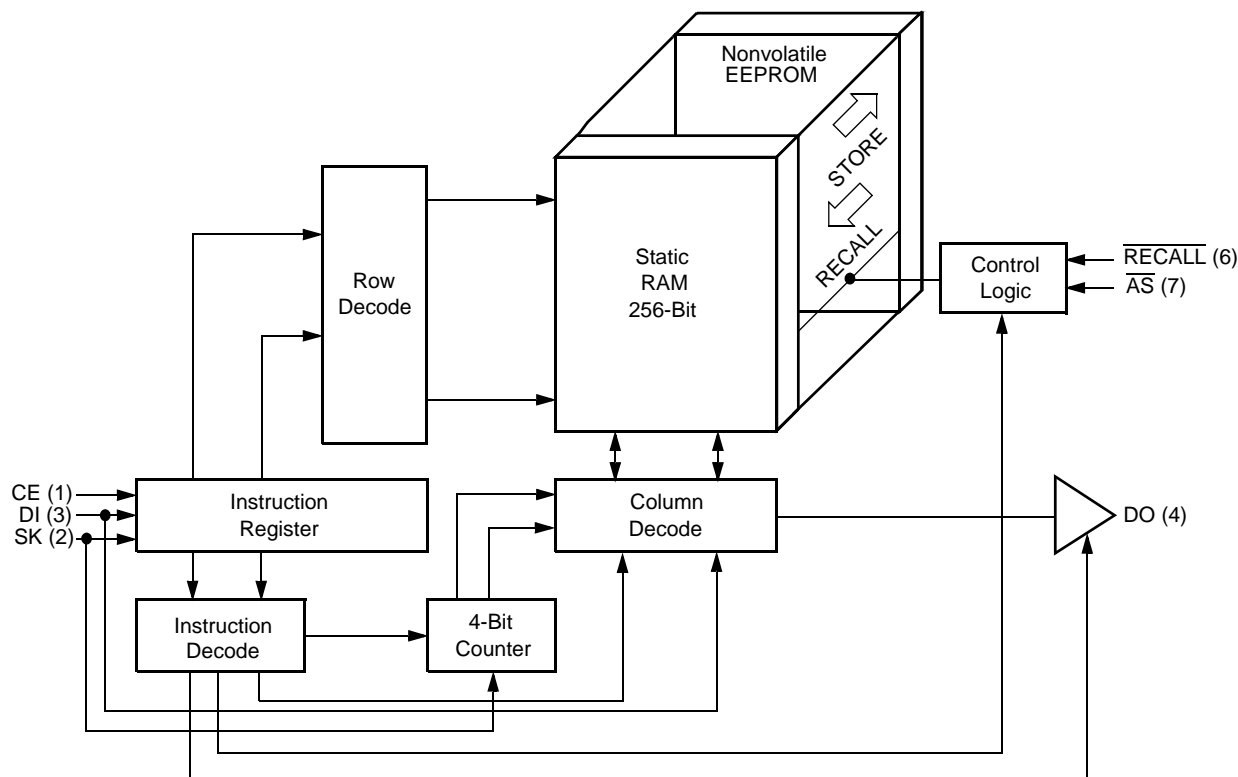 Nonvolatile
EEPROM
STORE
RECALL
Static
RAM
256-Bit
Row
Decode
Control
Logic
RECALL (6)
AS (7)
CE (1)
DI (3)
SK (2)
Instruction
Register
Column
Decode
DO (4)
Instruction
Decode
4-Bit
Counter